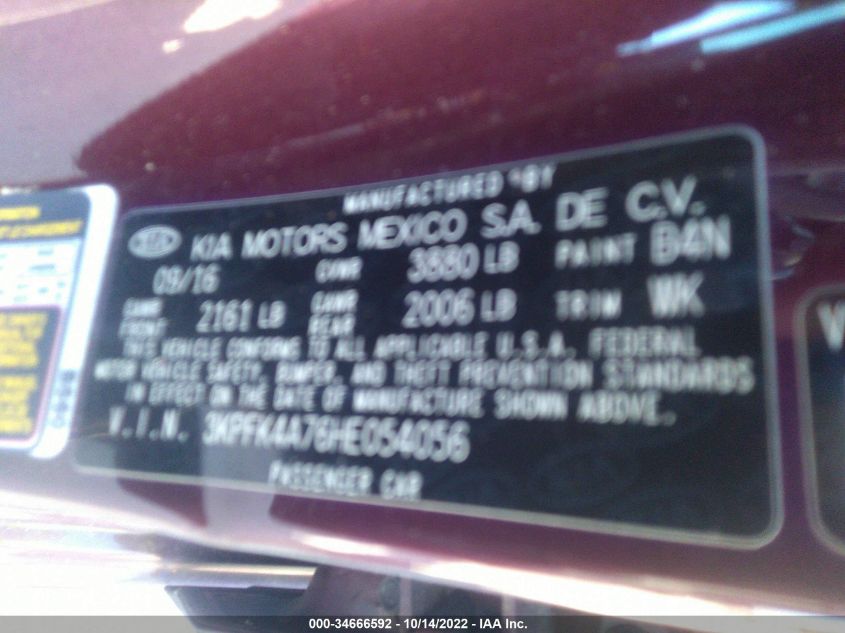 MANUFACTURED BY
KIA KIA MOTORS MEXICO S.A. DE C.V.
09/16 GVWR 3880 LB PAINT B4N
GAWR FRONT 2161 LB GAWR REAR 2006 LB TRIM WK
THIS VEHICLE CONFORMS TO ALL APPLICABLE U.S.A. FEDERAL
MOTOR VEHICLE SAFETY, BUMPER, AND THEFT PREVENTION STANDARDS
IN EFFECT ON THE DATE OF MANUFACTURE SHOWN ABOVE.
V.I.N. 3KPFK4A76HE054056
PASSENGER CAR
000-34666592 - 10/14/2022 - IAA Inc.